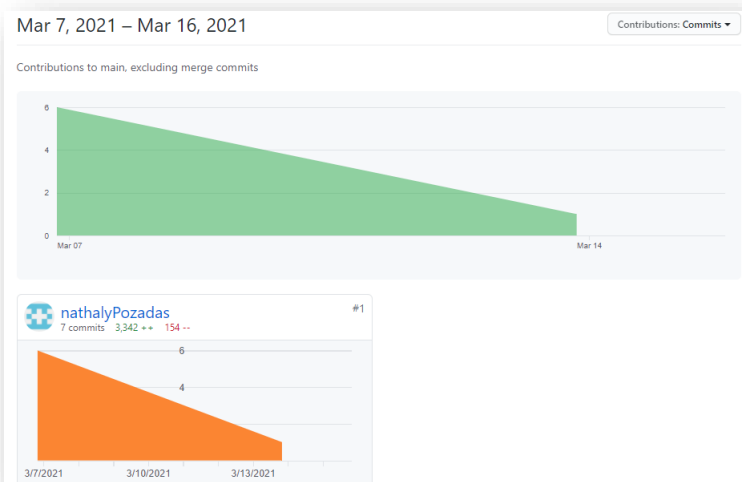 Mar 7, 2021 – Mar 16, 2021
Contributions: Commits
Contributions to main, excluding merge commits
6
4
2
0
Mar 07 Mar 14
nathalyPozadas #1
7 commits 3,342 ++ 154 --
6
4
3/7/2021 3/10/2021 3/13/2021